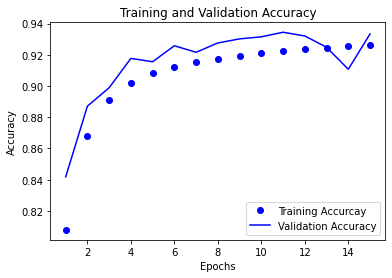 Training and Validation Accuracy
0.94
0.92
0.90
0.88
0.86
0.84
0.82
Accuracy
Training Accurcay
Validation Accuracy
2 4 6 8 10 12 14
Epochs